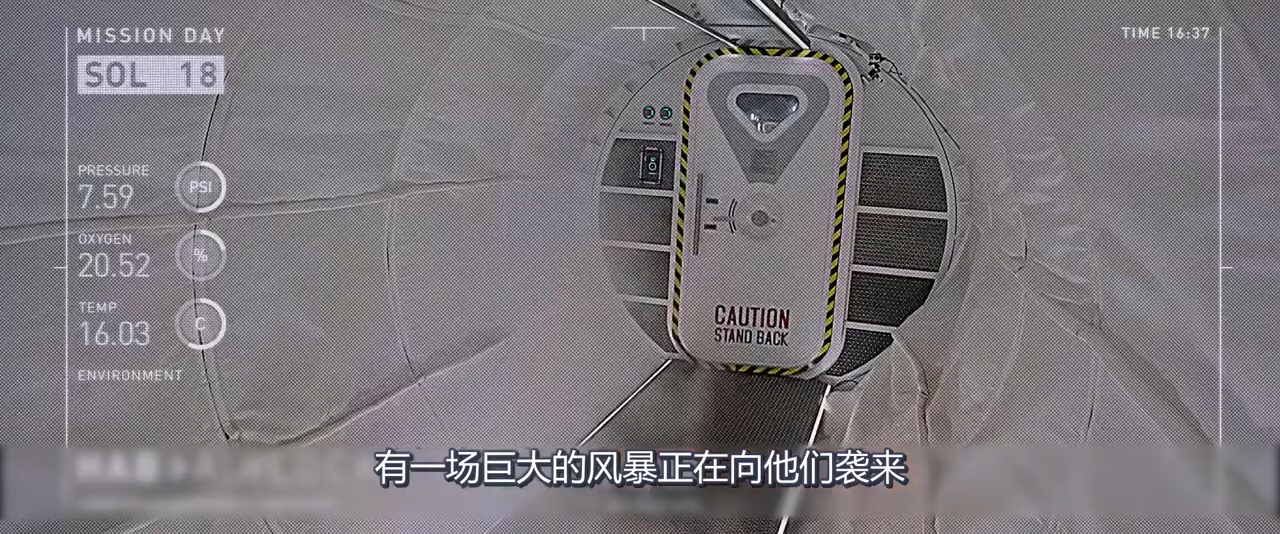 MISSION DAY
SOL 18
TIME 16:37
PRESSURE
7.59 PSI
OXYGEN
20.52 %
TEMP
16.03 C
ENVIRONMENT
CAUTION
STAND BACK
有一场巨大的风暴正在向他们袭来